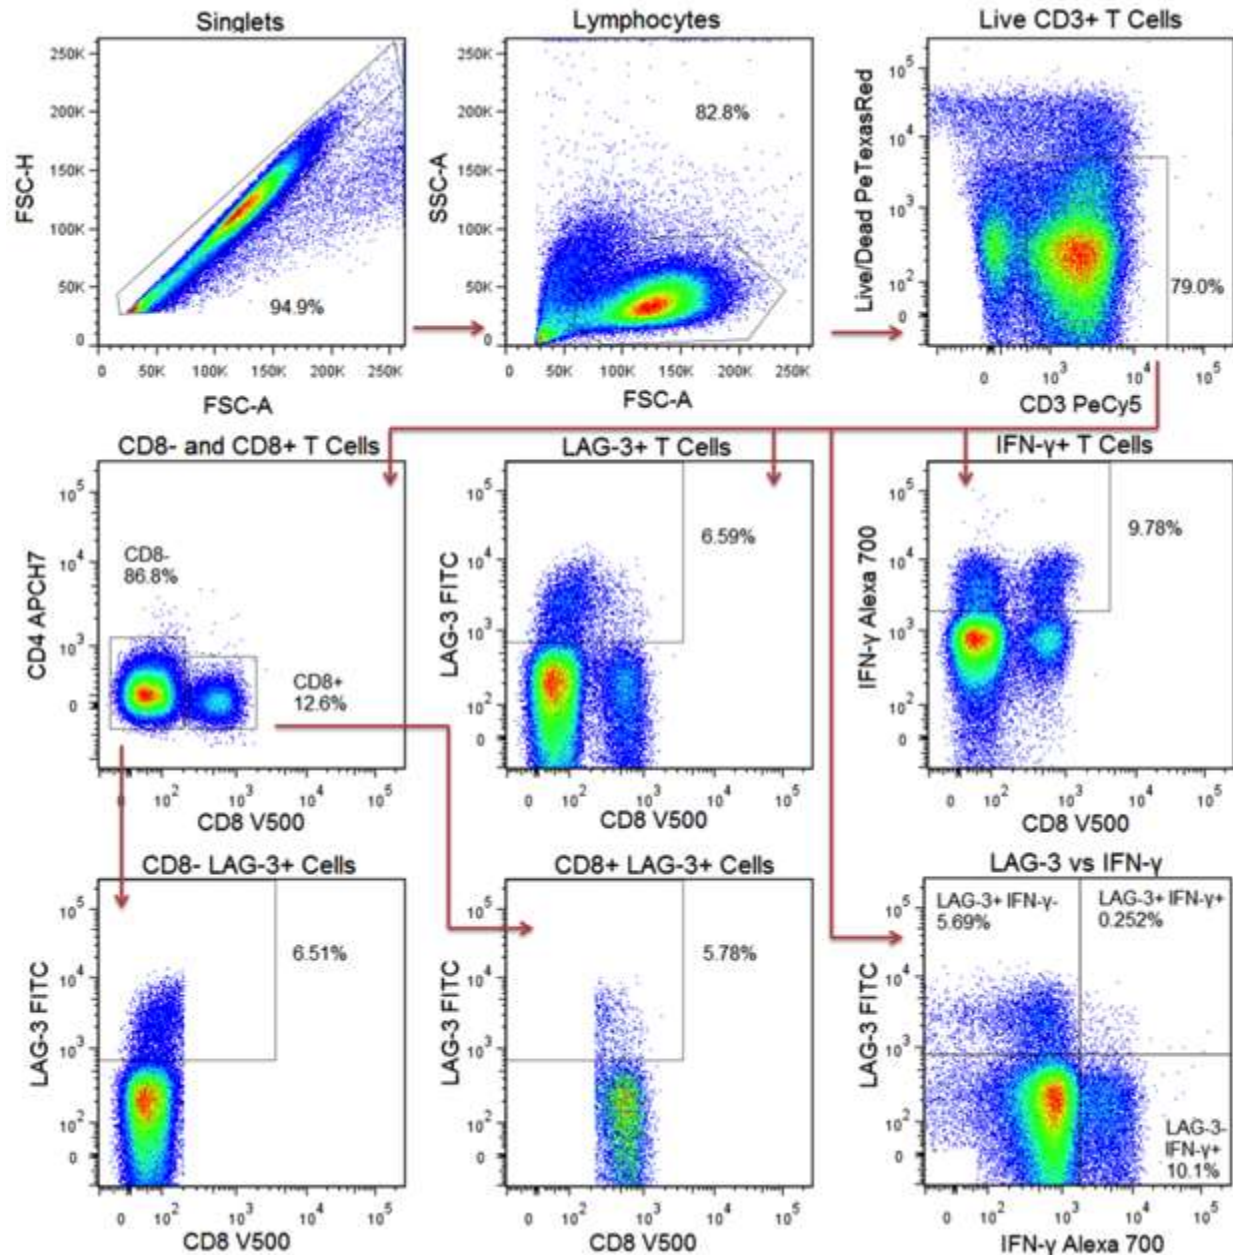 Singlets
FSC-H
250K
200K
150K
100K
50K
0
94.9%
0 50K 100K 150K 200K 250K
FSC-A
Lymphocytes
SSC-A
250K
200K
150K
100K
50K
0
82.8%
0 50K 100K 150K 200K 250K
FSC-A
Live CD3+ T Cells
Live/Dead PeTexasRed
10^5
10^4
10^3
10^2
0
79.0%
0 10^3 10^4 10^5
CD3 PeCy5
CD8- and CD8+ T Cells
CD4 APCH7
10^5
10^4
10^3
10^2
0
CD8-
86.8%
CD8+
12.6%
0 10^2 10^3 10^5
CD8 V500
LAG-3+ T Cells
LAG-3 FITC
10^5
10^4
10^3
10^2
0
6.59%
0 10^2 10^3 10^5
CD8 V500
IFN-γ+ T Cells
IFN-γ Alexa 700
10^5
10^4
10^3
10^2
0
9.78%
0 10^2 10^3 10^5
CD8 V500
CD8- LAG-3+ Cells
LAG-3 FITC
10^5
10^4
10^3
10^2
0
6.51%
0 10^2 10^3 10^4 10^5
CD8 V500
CD8+ LAG-3+ Cells
LAG-3 FITC
10^5
10^4
10^3
10^2
0
5.78%
0 10^2 10^3 10^4 10^5
CD8 V500
LAG-3 vs IFN-γ
LAG-3 FITC
10^5
10^4
10^3
10^2
0
LAG-3+ IFN-γ-
5.69%
LAG-3+ IFN-γ+
0.252%
LAG-3-
IFN-γ+
10.1%
0 10^2 10^3 10^4 10^5
IFN-γ Alexa 700